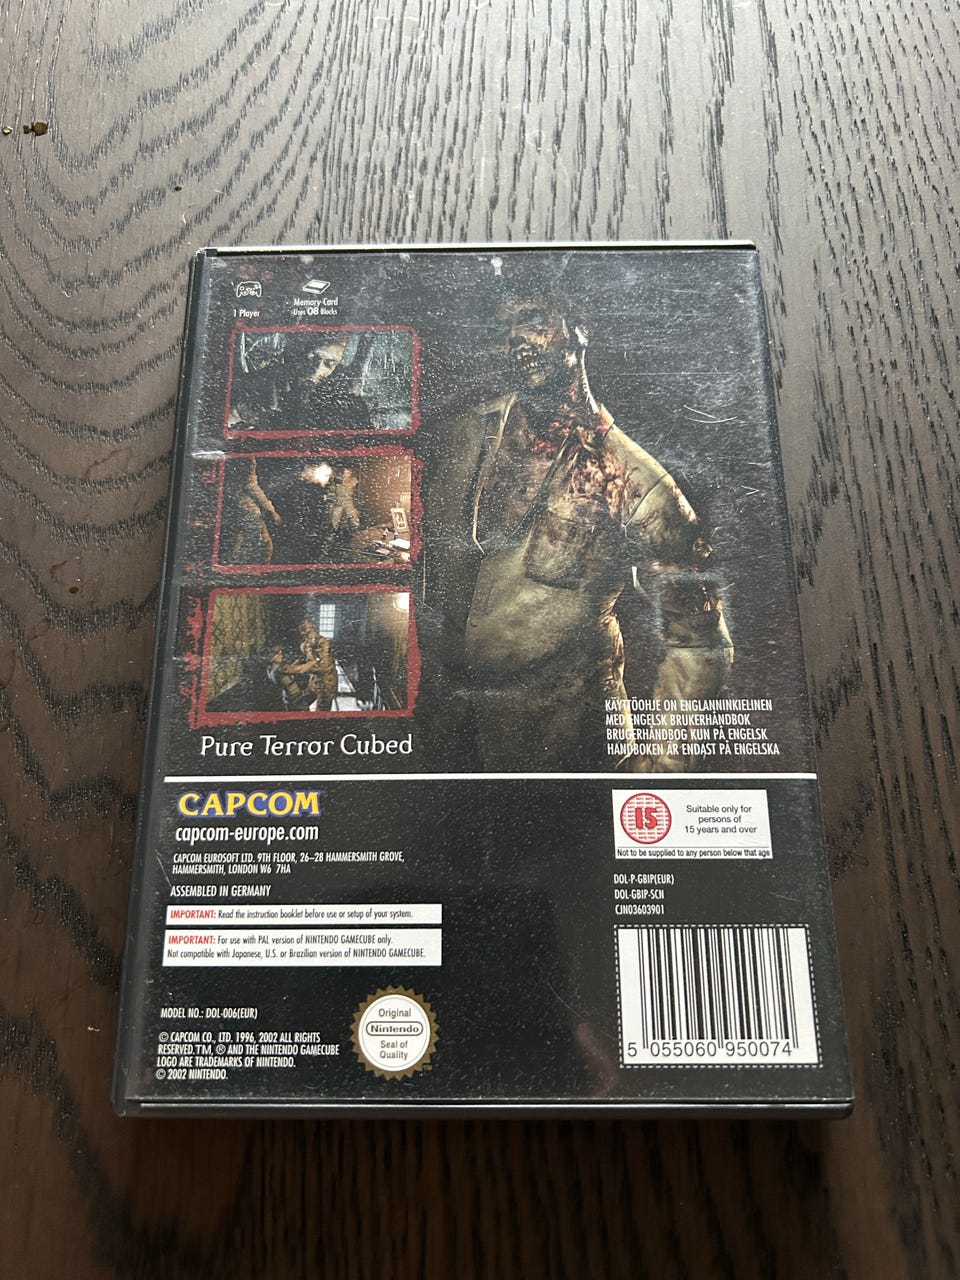 1 Player
Memory-Card
Uses 08 Blocks
Pure Terror Cubed
KÄYTTÖOHJE ON ENGLANNINKIELINEN
MED ENGELSK BRUKERHÅNDBOK
BRUGERHÅNDBOG KUN PÅ ENGELSK
HANDBOKEN ÄR ENDAST PÅ ENGELSKA
CAPCOM
capcom-europe.com
CAPCOM EUROSOFT LTD. 9TH FLOOR, 26–28 HAMMERSMITH GROVE,
HAMMERSMITH, LONDON W6 7HA
ASSEMBLED IN GERMANY
IMPORTANT: Read the instruction booklet before use or setup of your system.
IMPORTANT: For use with PAL version of NINTENDO GAMECUBE only.
Not compatible with Japanese, U.S. or Brazilian version of NINTENDO GAMECUBE.
MODEL NO.: DOL-006(EUR)
© CAPCOM CO., LTD. 1996, 2002 ALL RIGHTS
RESERVED.TM, ® AND THE NINTENDO GAMECUBE
LOGO ARE TRADEMARKS OF NINTENDO.
© 2002 NINTENDO.
Original
Nintendo
Seal of
Quality
15
Suitable only for
persons of
15 years and over
Not to be supplied to any person below that age
DOL-P-GBIP(EUR)
DOL-GBIP-SCN
CIN03603901
5 055060 950074